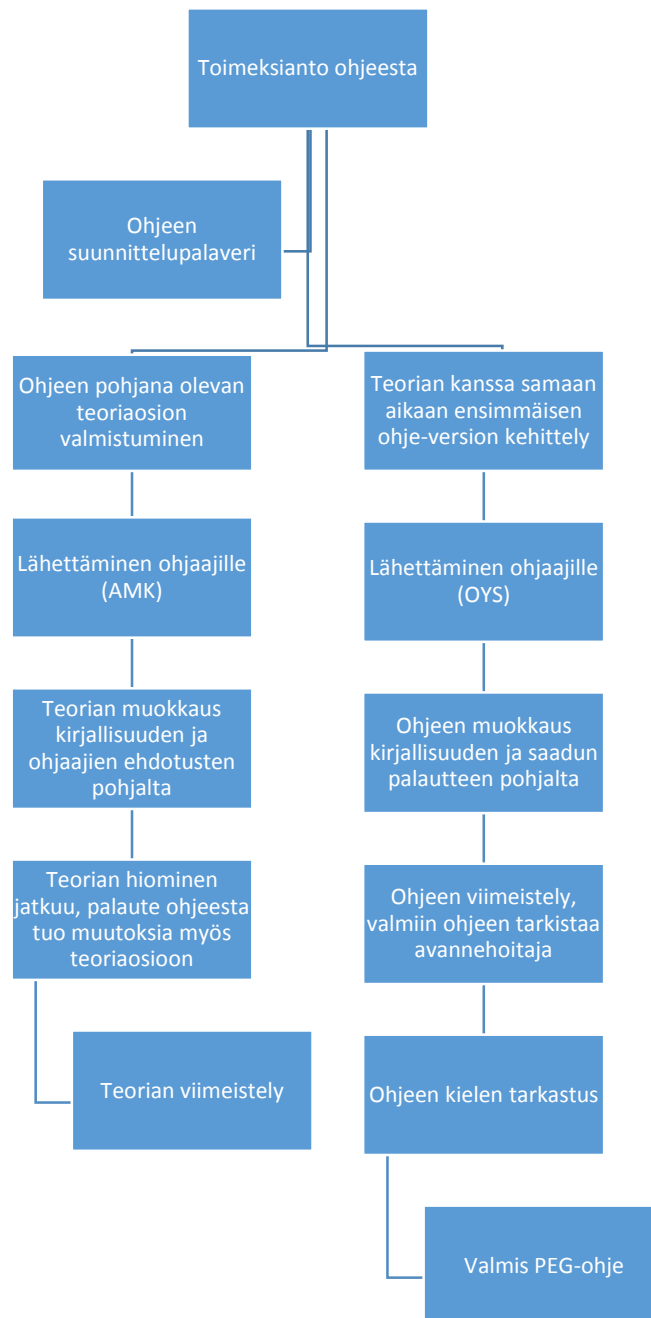 Toimeksianto ohjeesta
Ohjeen
suunnittelupalaveri
Ohjeen pohjana olevan
teoriaosion
valmistuminen
Lähettäminen ohjaajille
(AMK)
Teorian muokkaus
kirjallisuuden ja
ohjaajien ehdotusten
pohjalta
Teorian hiominen
jatkuu, palaute ohjeesta
tuo muutoksia myös
teoriaosioon
Teorian viimeistely
Teorian kanssa samaan
aikaan ensimmäisen
ohje-version kehittely
Lähettäminen ohjaajille
(OYS)
Ohjeen muokkaus
kirjallisuuden ja saadun
palautteen pohjalta
Ohjeen viimeistely,
valmiin ohjeen tarkistaa
avannehoitaja
Ohjeen kielen tarkastus
Valmis PEG-ohje